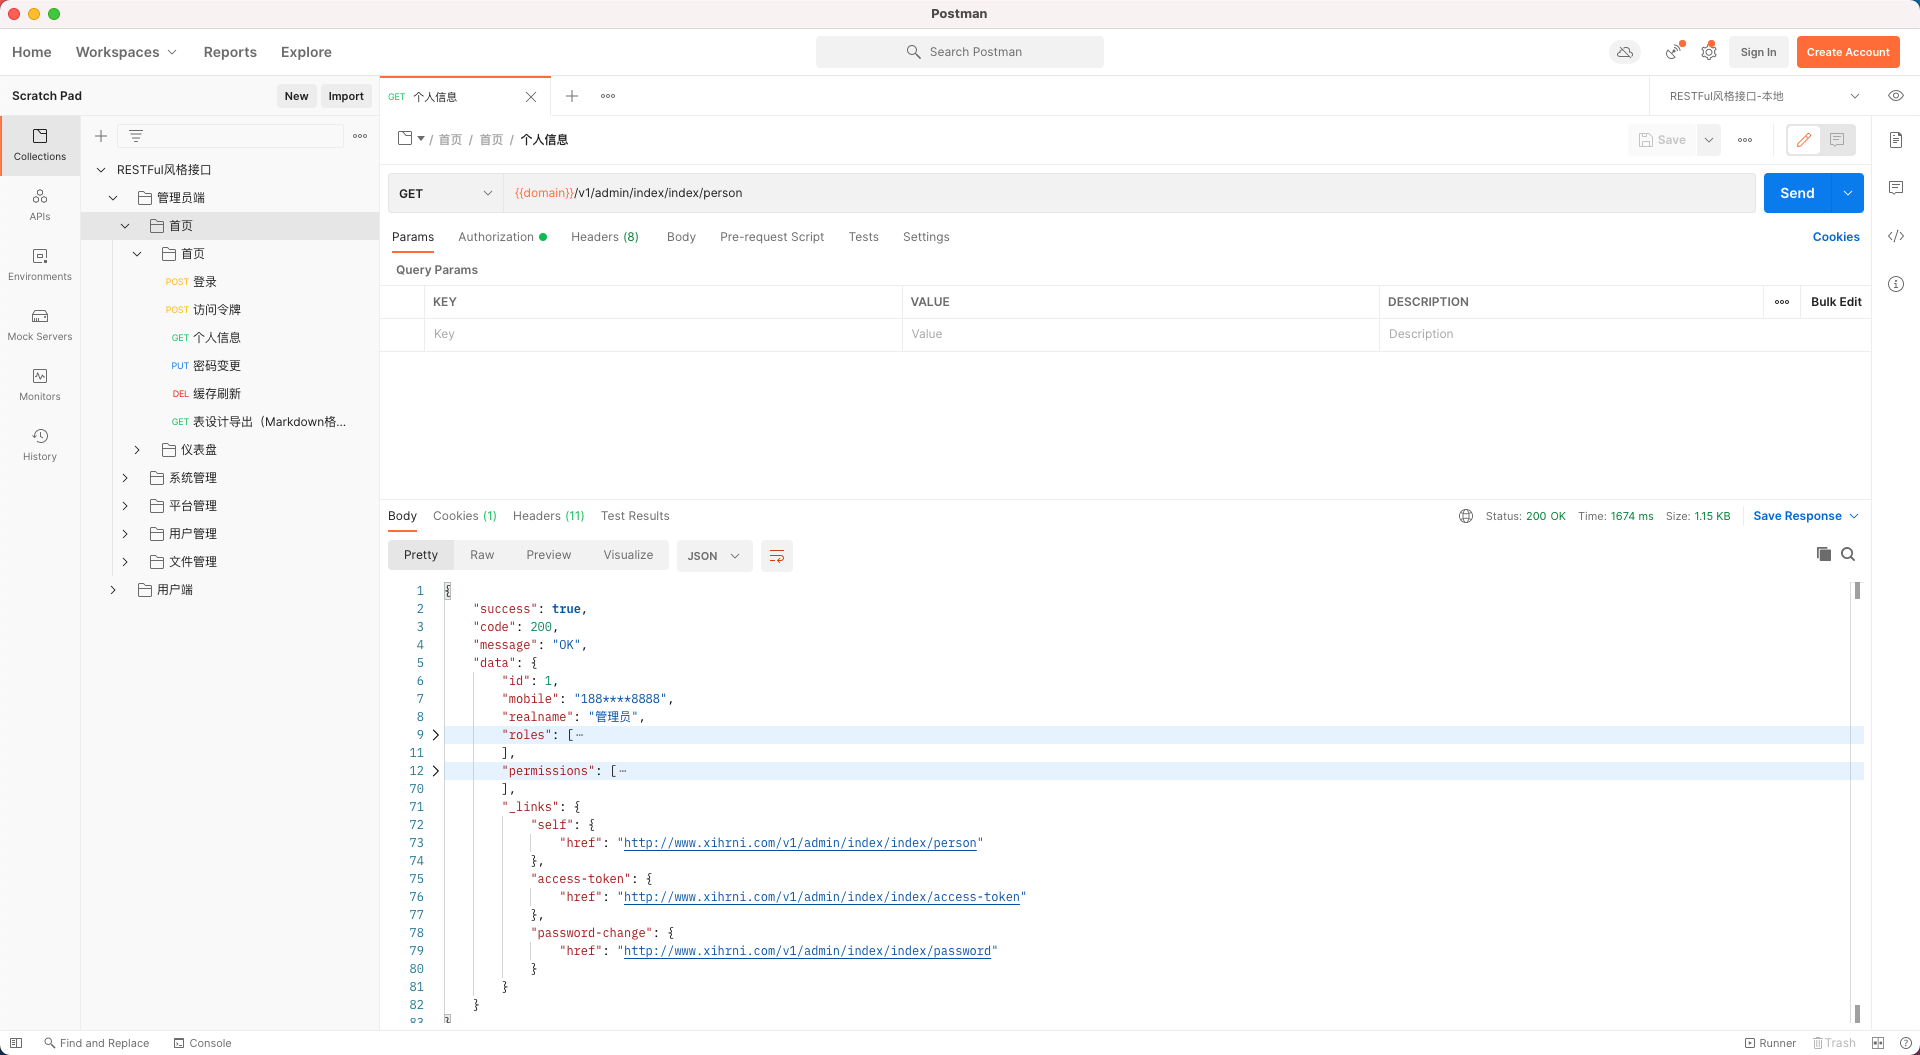 Postman
Home Workspaces Reports Explore Search Postman Sign In Create Account
Scratch Pad New Import GET 个人信息 RESTFul风格接口-本地
/ 首页 / 首页 / 个人信息 Save
Collections
APIs
Environments
Mock Servers
Monitors
History
RESTFul风格接口
管理员端
首页
首页
POST 登录
POST 访问令牌
GET 个人信息
PUT 密码变更
DEL 缓存刷新
GET 表设计导出（Markdown格...
仪表盘
系统管理
平台管理
用户管理
文件管理
用户端
GET {{domain}}/v1/admin/index/index/person Send
Params Authorization Headers (8) Body Pre-request Script Tests Settings Cookies
Query Params
KEY VALUE DESCRIPTION Bulk Edit
Key Value Description
Body Cookies (1) Headers (11) Test Results Status: 200 OK Time: 1674 ms Size: 1.15 KB Save Response
Pretty Raw Preview Visualize JSON
1 {
2 "success": true,
3 "code": 200,
4 "message": "OK",
5 "data": {
6 "id": 1,
7 "mobile": "188****8888",
8 "realname": "管理员",
9 "roles": [⋯
11 ],
12 "permissions": [⋯
70 ],
71 "_links": {
72 "self": {
73 "href": "http://www.xihrni.com/v1/admin/index/index/person"
74 },
75 "access-token": {
76 "href": "http://www.xihrni.com/v1/admin/index/index/access-token"
77 },
78 "password-change": {
79 "href": "http://www.xihrni.com/v1/admin/index/index/password"
80 }
81 }
82 }
83 }
Find and Replace Console Runner Trash